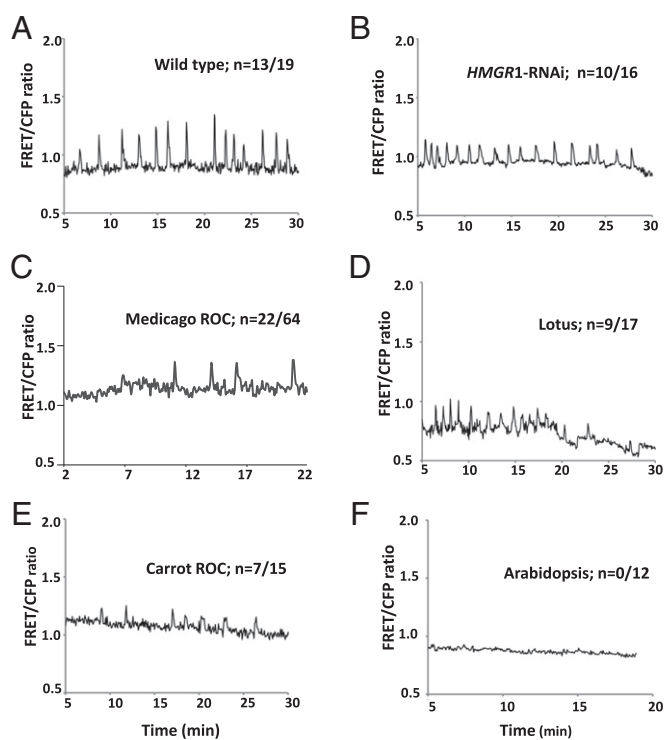 A
FRET/CFP ratio
2.0
1.5
1.0
0.5
Wild type; n=13/19
5 10 15 20 25 30
B
FRET/CFP ratio
2.0
1.5
1.0
0.5
HMGR1-RNAi; n=10/16
5 10 15 20 25 30
C
FRET/CFP ratio
2.0
1.5
1.0
0.5
Medicago ROC; n=22/64
2 7 12 17 22
D
FRET/CFP ratio
2.0
1.5
1.0
0.5
Lotus; n=9/17
5 10 15 20 25 30
E
FRET/CFP ratio
2.0
1.5
1.0
0.5
Carrot ROC; n=7/15
5 10 15 20 25 30
Time (min)
F
FRET/CFP ratio
2.0
1.5
1.0
0.5
Arabidopsis; n=0/12
5 10 15 20
Time (min)